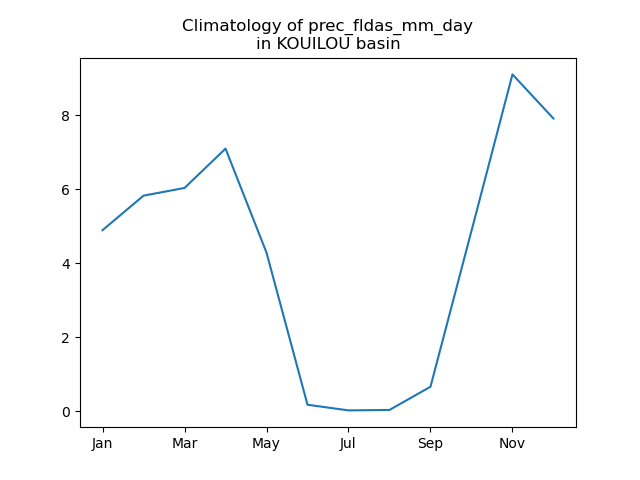 Climatology of prec_fldas_mm_day
in KOUILOU basin
8
6
4
2
0
Jan
Mar
May
Jul
Sep
Nov